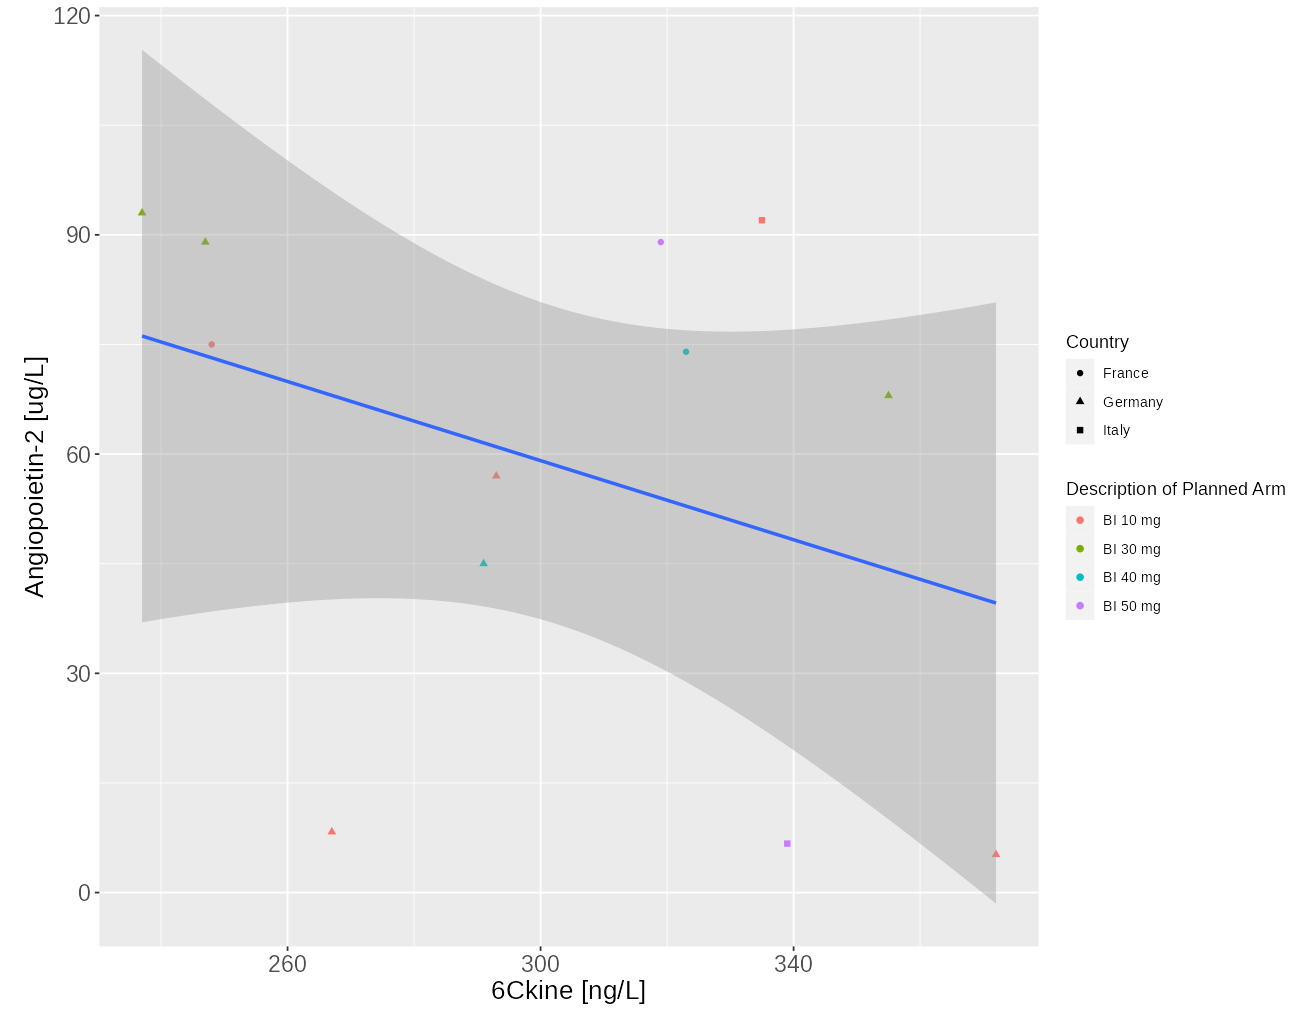 120
90
60
30
0
Angiopoietin-2 [ug/L]
260 300 340
6Ckine [ng/L]
Country
France
Germany
Italy
Description of Planned Arm
BI 10 mg
BI 30 mg
BI 40 mg
BI 50 mg